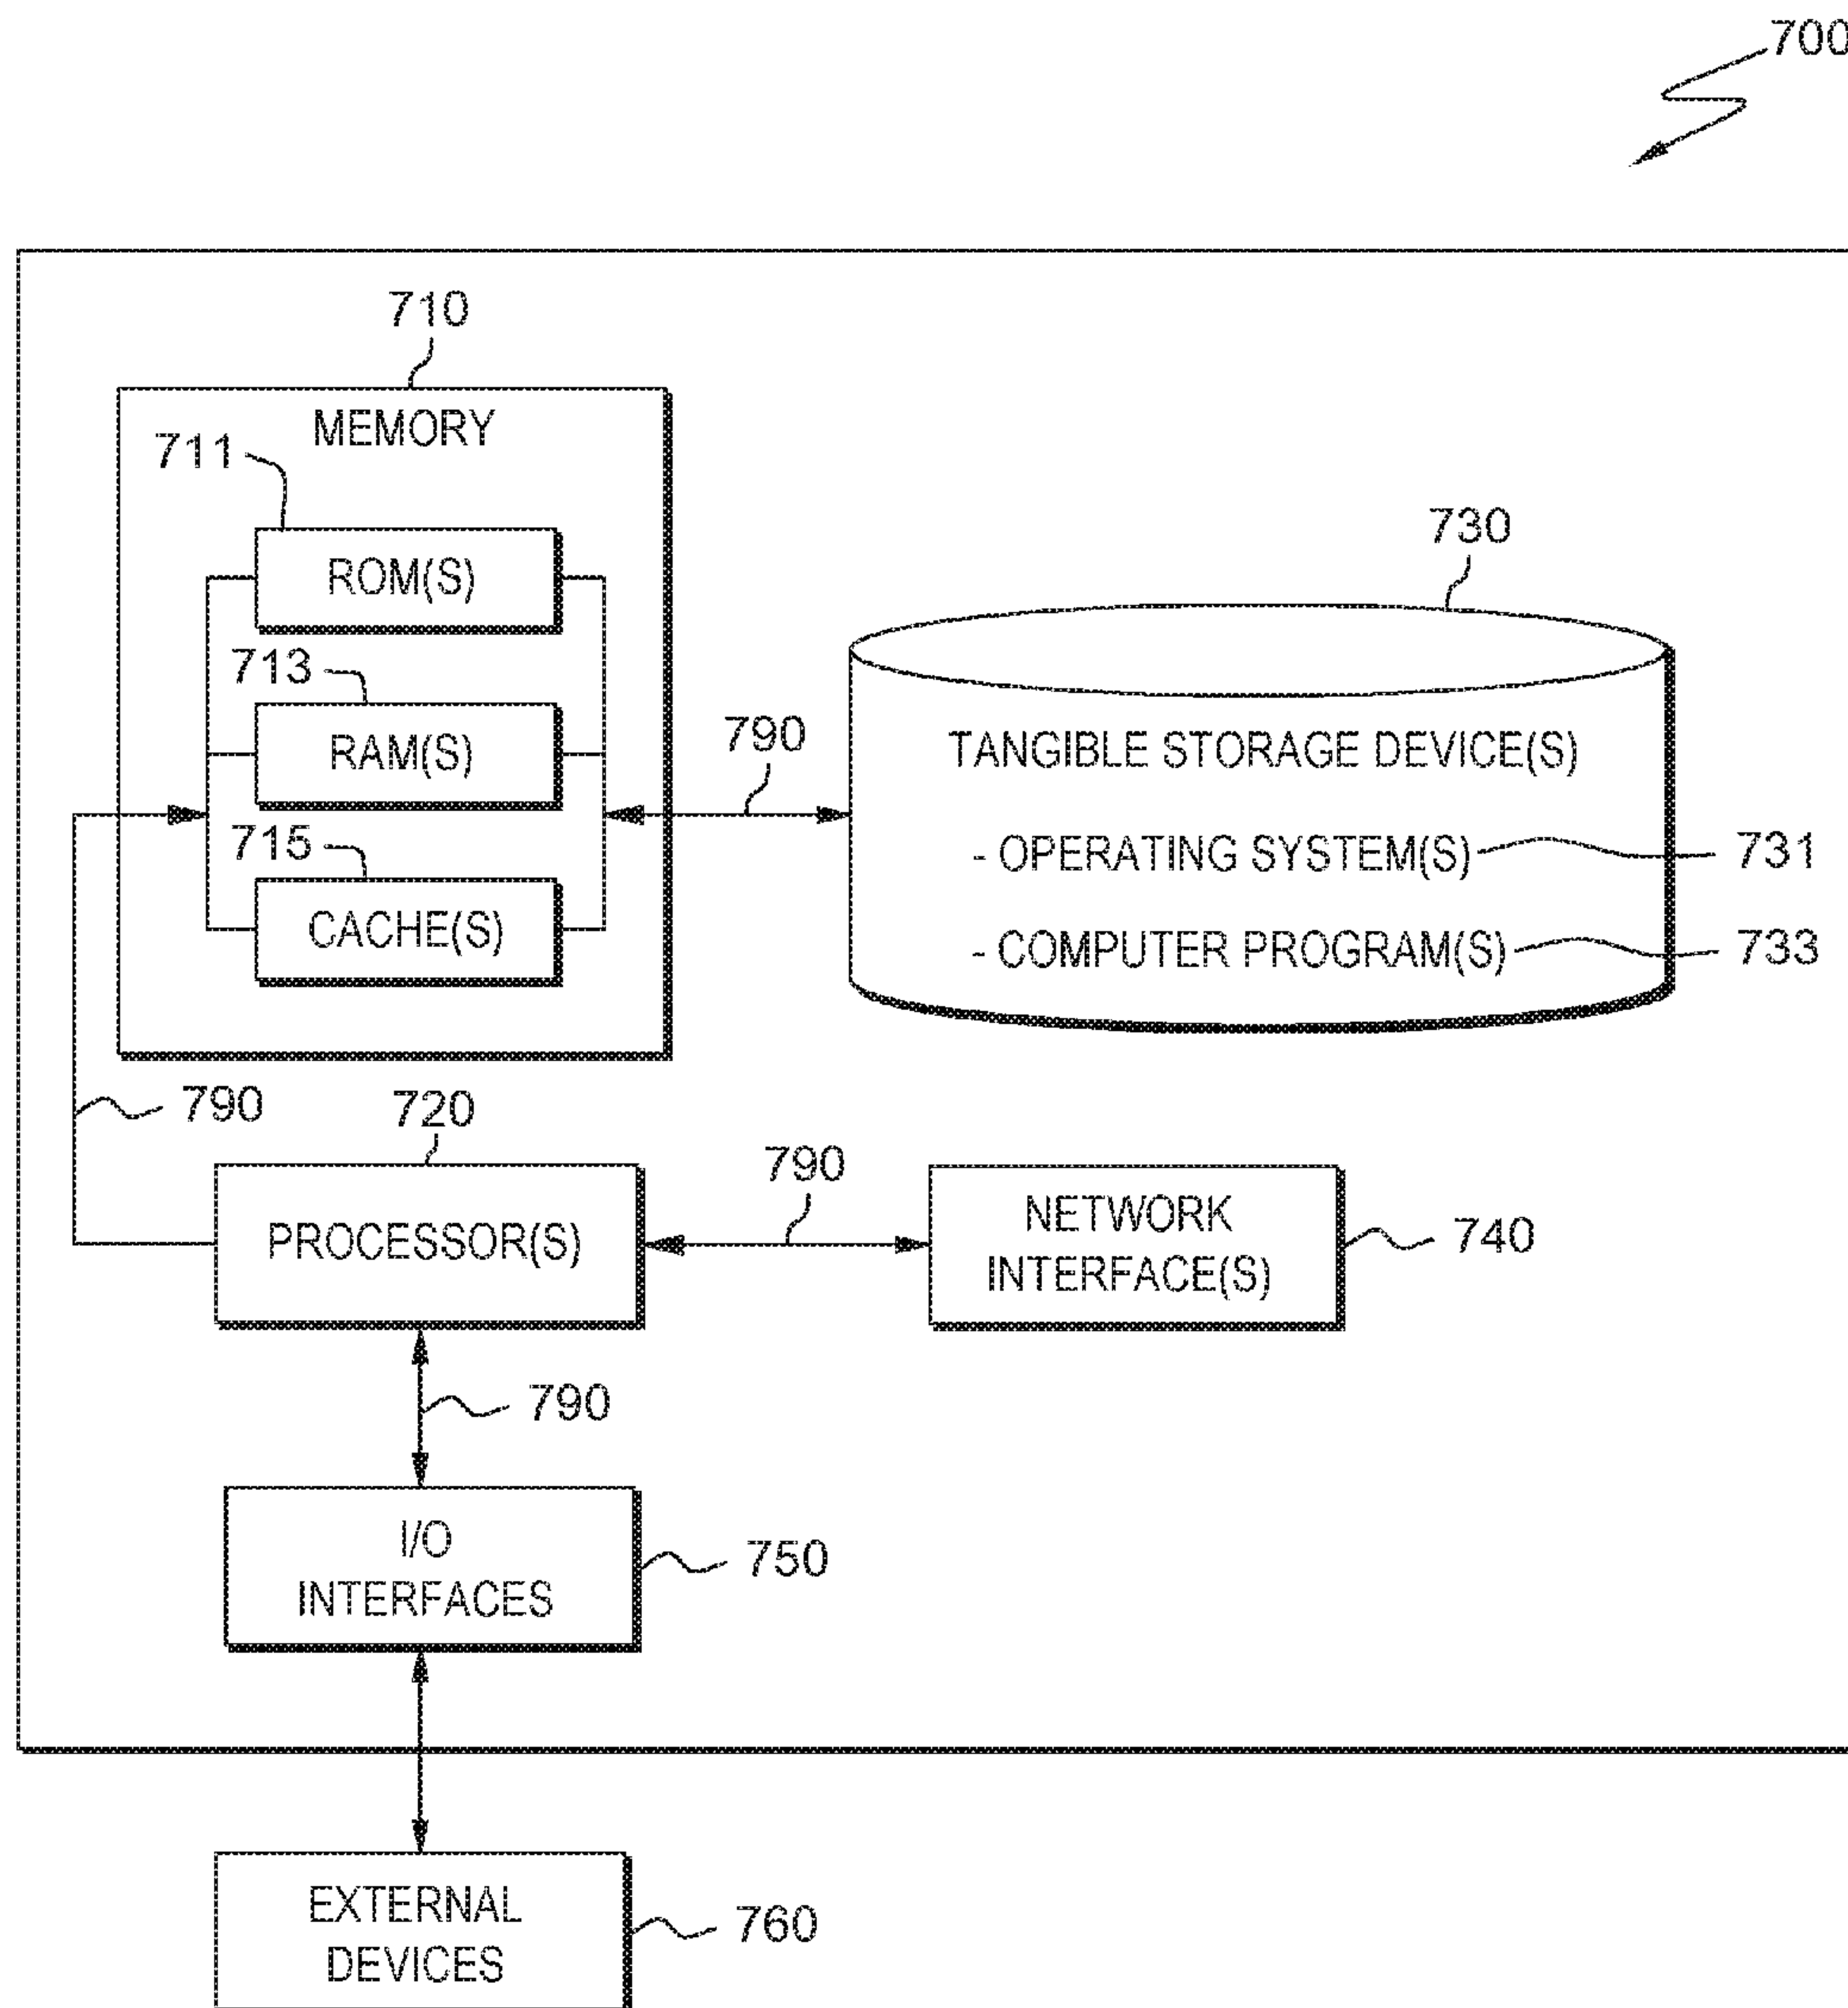 700
710
MEMORY
711
ROM(S)
713
RAM(S)
715
CACHE(S)
790
730
TANGIBLE STORAGE DEVICE(S)
- OPERATING SYSTEM(S)
731
- COMPUTER PROGRAM(S)
733
790
720
PROCESSOR(S)
790
NETWORK
INTERFACE(S)
740
790
I/O
INTERFACES
750
EXTERNAL
DEVICES
760